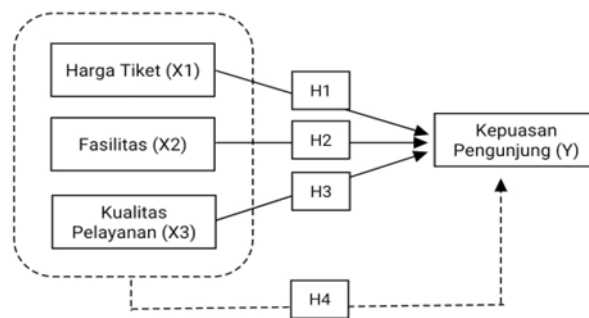 Harga Tiket (X1)
H1
Fasilitas (X2)
H2
Kepuasan
Pengunjung (Y)
Kualitas
Pelayanan (X3)
H3
H4